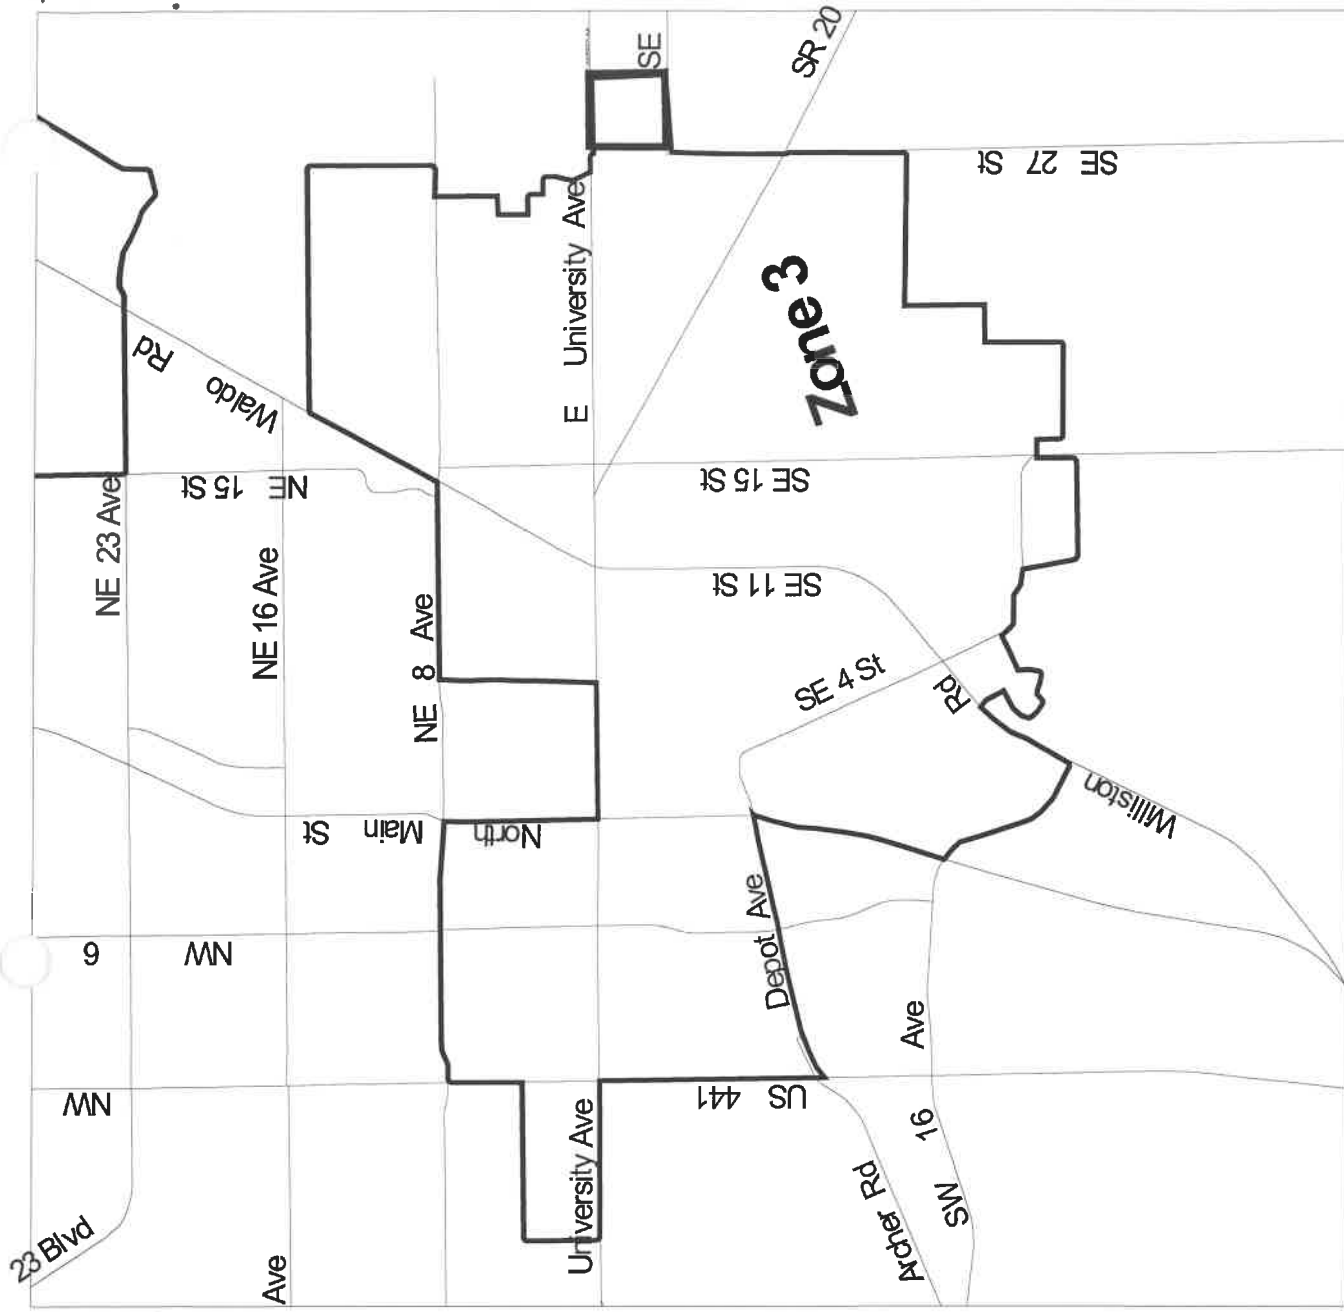 SE
SR 20
SE 27 St
E University Ave
Zone 3
Waldo Rd
NE 15 St
SE 15 St
NE 23 Ave
NE 16 Ave
NE 8 Ave
SE 11 St
SE 4 St
Williston Rd
North Main St
Depot Ave
NW 6
NW
US 441
University Ave
SW 16 Ave
Archer Rd
23 Blvd
Ave